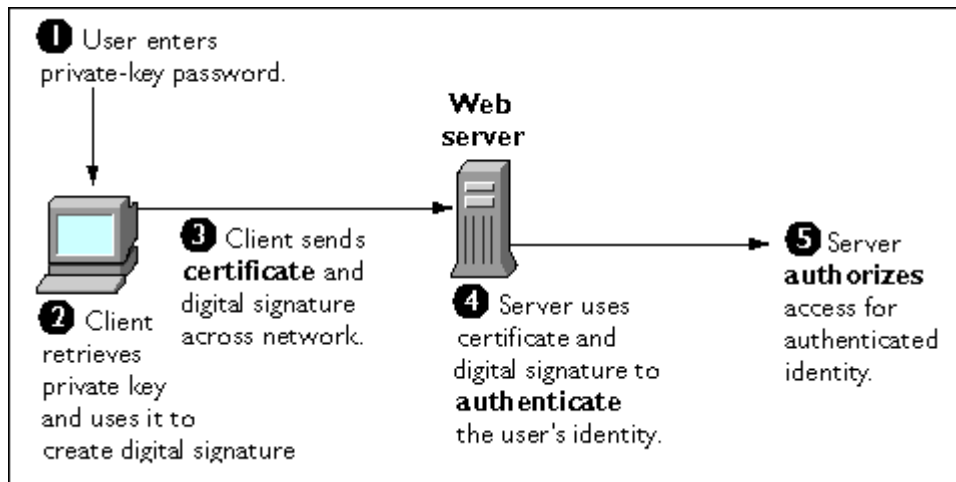 1 User enters
private-key password.
Web
server
3 Client sends
certificate and
digital signature
across network.
2 Client
retrieves
private key
and uses it to
create digital signature
4 Server uses
certificate and
digital signature to
authenticate
the user's identity.
5 Server
authorizes
access for
authenticated
identity.